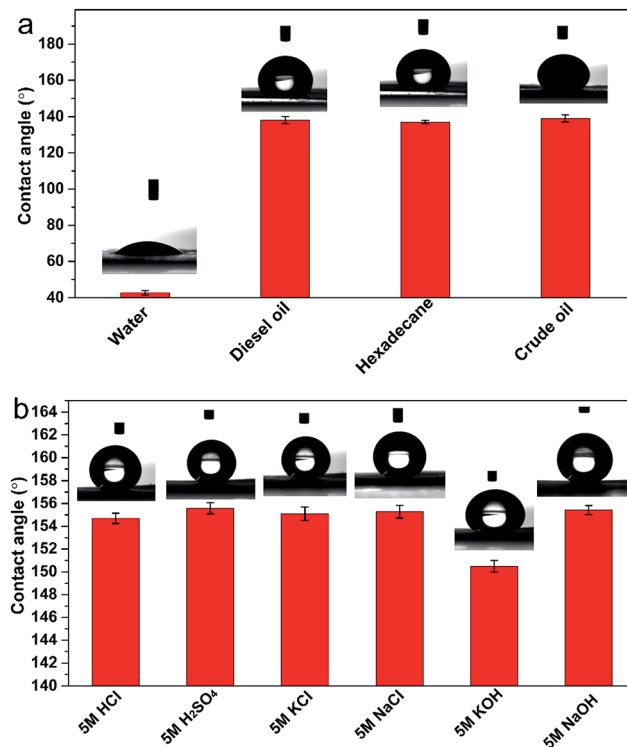 a
Contact angle (°)
180
160
140
120
100
80
60
40
Water
Diesel oil
Hexadecane
Crude oil
b
Contact angle (°)
164
162
160
158
156
154
152
150
148
146
144
142
140
5M HCl
5M H₂SO₄
5M KCl
5M NaCl
5M KOH
5M NaOH